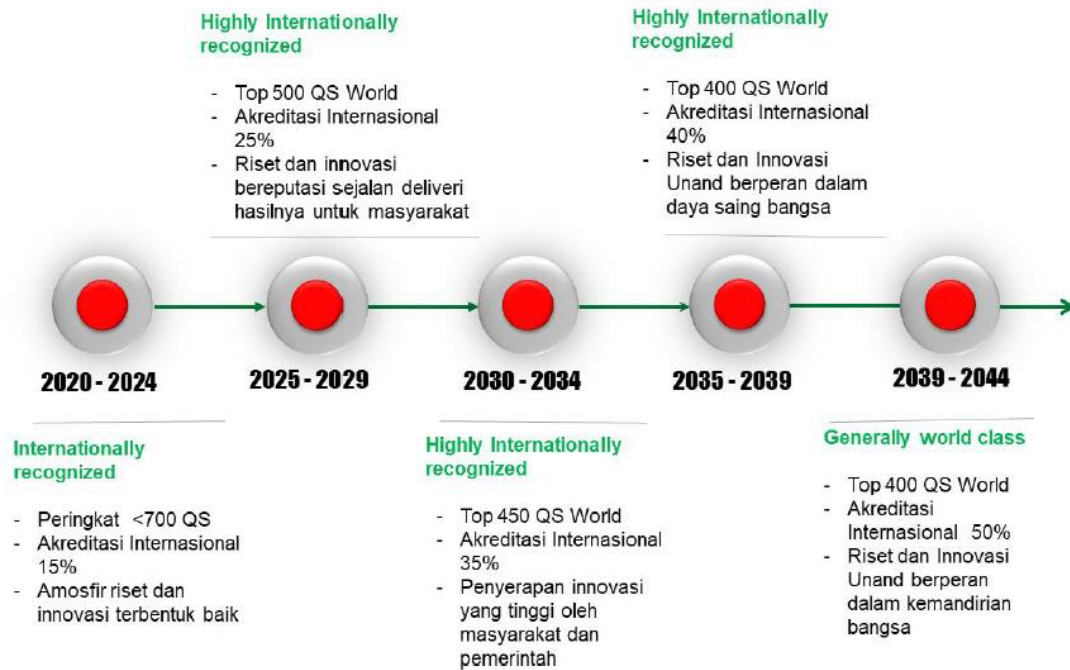 Highly Internationally
recognized
- Top 500 QS World
- Akreditasi Internasional
25%
- Riset dan innovasi
bereputasi sejalan deliveri
hasilnya untuk masyarakat
Highly Internationally
recognized
- Top 400 QS World
- Akreditasi Internasional
40%
- Riset dan Innovasi
Unand berperan dalam
daya saing bangsa
2020 - 2024
2025 - 2029
2030 - 2034
2035 - 2039
2039 - 2044
Internationally
recognized
- Peringkat <700 QS
- Akreditasi Internasional
15%
- Amosfir riset dan
innovasi terbentuk baik
Highly Internationally
recognized
- Top 450 QS World
- Akreditasi Internasional
35%
- Penyerapan innovasi
yang tinggi oleh
masyarakat dan
pemerintah
Generally world class
- Top 400 QS World
- Akreditasi
Internasional 50%
- Riset dan Innovasi
Unand berperan
dalam kemandirian
bangsa